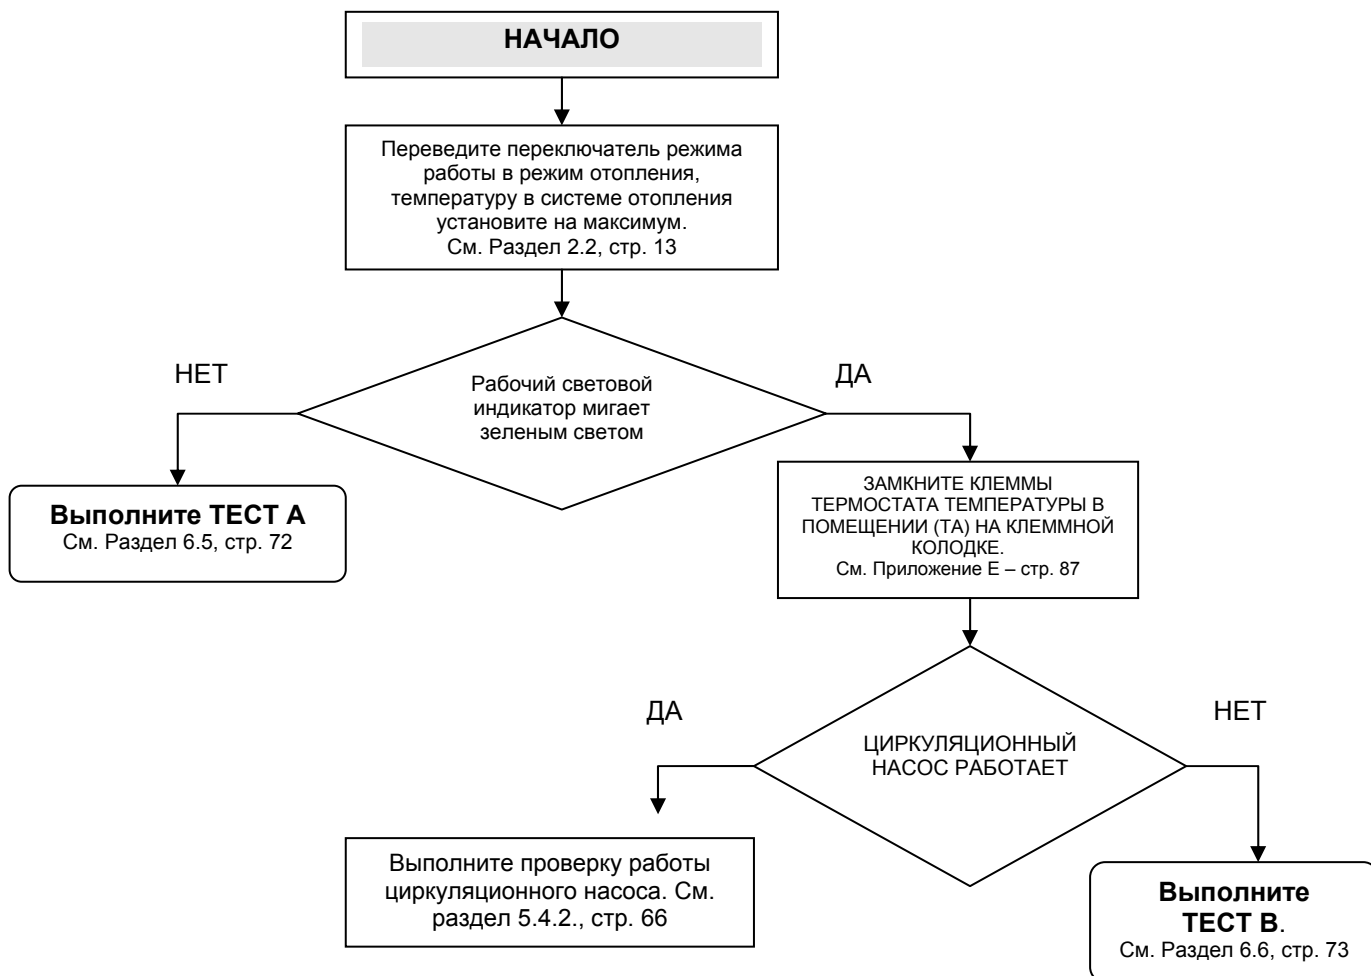 НАЧАЛО
Переведите переключатель режима
работы в режим отопления,
температуру в системе отопления
установите на максимум.
См. Раздел 2.2, стр. 13
НЕТ
ДА
Рабочий световой
индикатор мигает
зеленым светом
Выполните ТЕСТ А
См. Раздел 6.5, стр. 72
ЗАМКНИТЕ КЛЕММЫ
ТЕРМОСТАТА ТЕМПЕРАТУРЫ В
ПОМЕЩЕНИИ (ТА) НА КЛЕММНОЙ
КОЛОДКЕ.
См. Приложение Е – стр. 87
ДА
НЕТ
ЦИРКУЛЯЦИОННЫЙ
НАСОС РАБОТАЕТ
Выполните проверку работы
циркуляционного насоса. См.
раздел 5.4.2., стр. 66
Выполните
ТЕСТ В.
См. Раздел 6.6, стр. 73